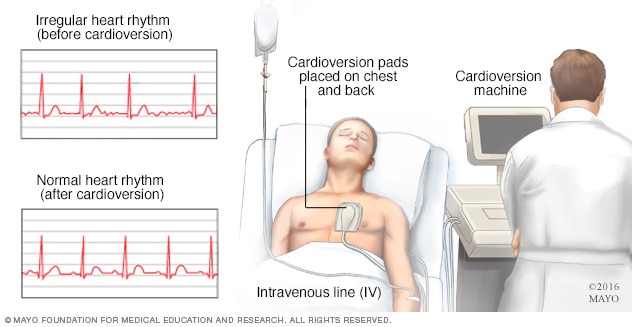 Irregular heart rhythm
(before cardioversion)
Cardioversion pads
placed on chest
and back
Cardioversion
machine
Normal heart rhythm
(after cardioversion)
Intravenous line (IV)
©2016
MAYO
© MAYO FOUNDATION FOR MEDICAL EDUCATION AND RESEARCH. ALL RIGHTS RESERVED.